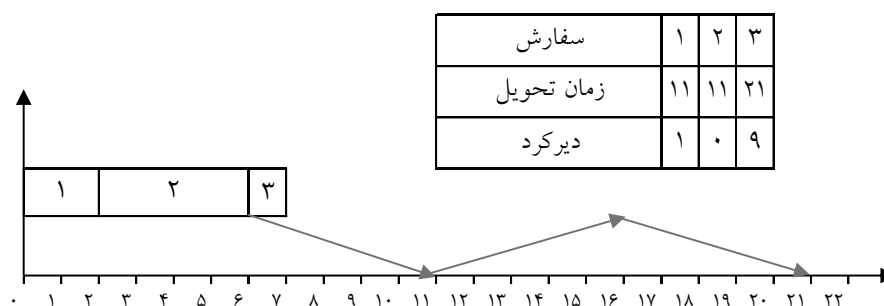 سفارش ۱ ۲ ۳
زمان تحویل ۱۱ ۱۱ ۲۱
دیرکرد ۱ ۰ ۹
۱ ۲ ۳
۰ ۱ ۲ ۳ ۴ ۵ ۶ ۷ ۸ ۹ ۱۰ ۱۱ ۱۲ ۱۳ ۱۴ ۱۵ ۱۶ ۱۷ ۱۸ ۱۹ ۲۰ ۲۱ ۲۲